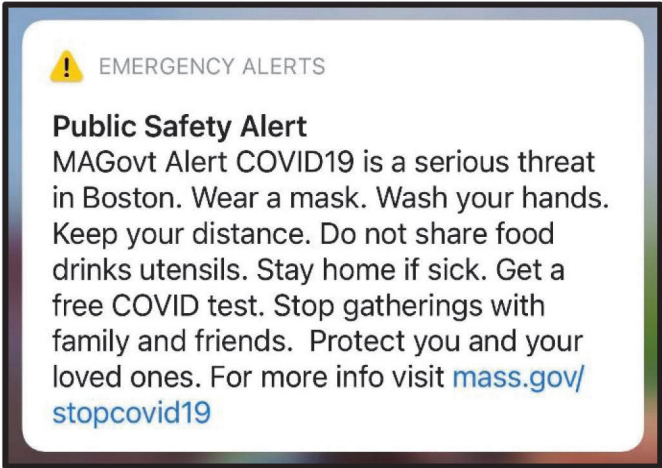 EMERGENCY ALERTS
Public Safety Alert
MAGovt Alert COVID19 is a serious threat
in Boston. Wear a mask. Wash your hands.
Keep your distance. Do not share food
drinks utensils. Stay home if sick. Get a
free COVID test. Stop gatherings with
family and friends.  Protect you and your
loved ones. For more info visit mass.gov/
stopcovid19